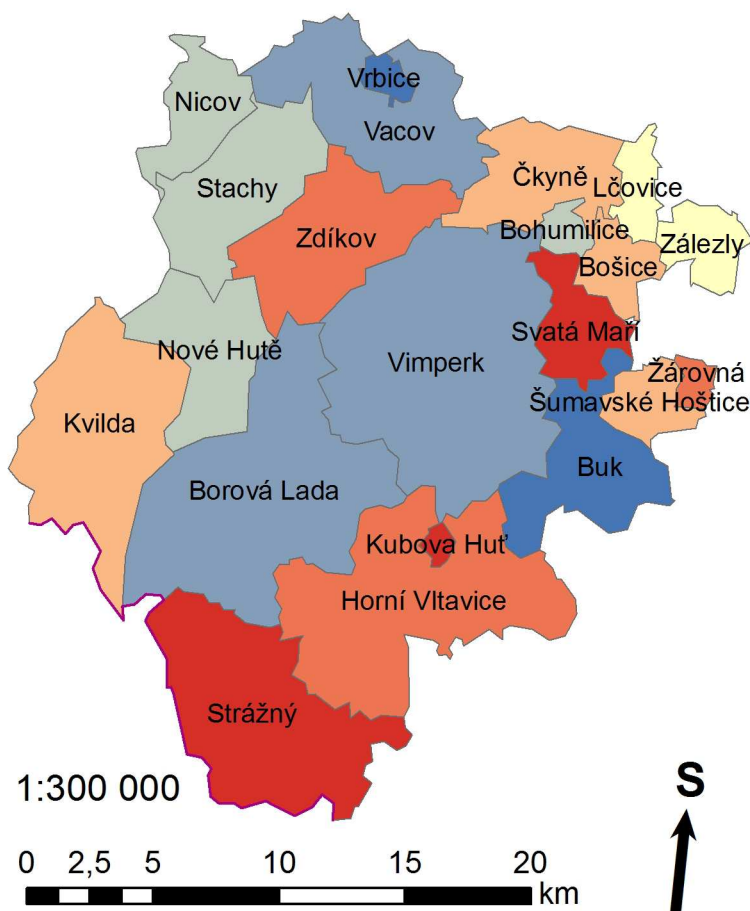 Vrbice
Nicov
Vacov
Čkyně
Stachy
Lčovice
Bohumilice
Zdíkov
Zálezly
Bošice
Svatá Maří
Nové Hutě
Vimperk
Žárovná
Šumavské Hoštice
Kvilda
Buk
Borová Lada
Kubova Huť
Horní Vltavice
Strážný
1:300 000
S
0 2,5 5 10 15 20
km